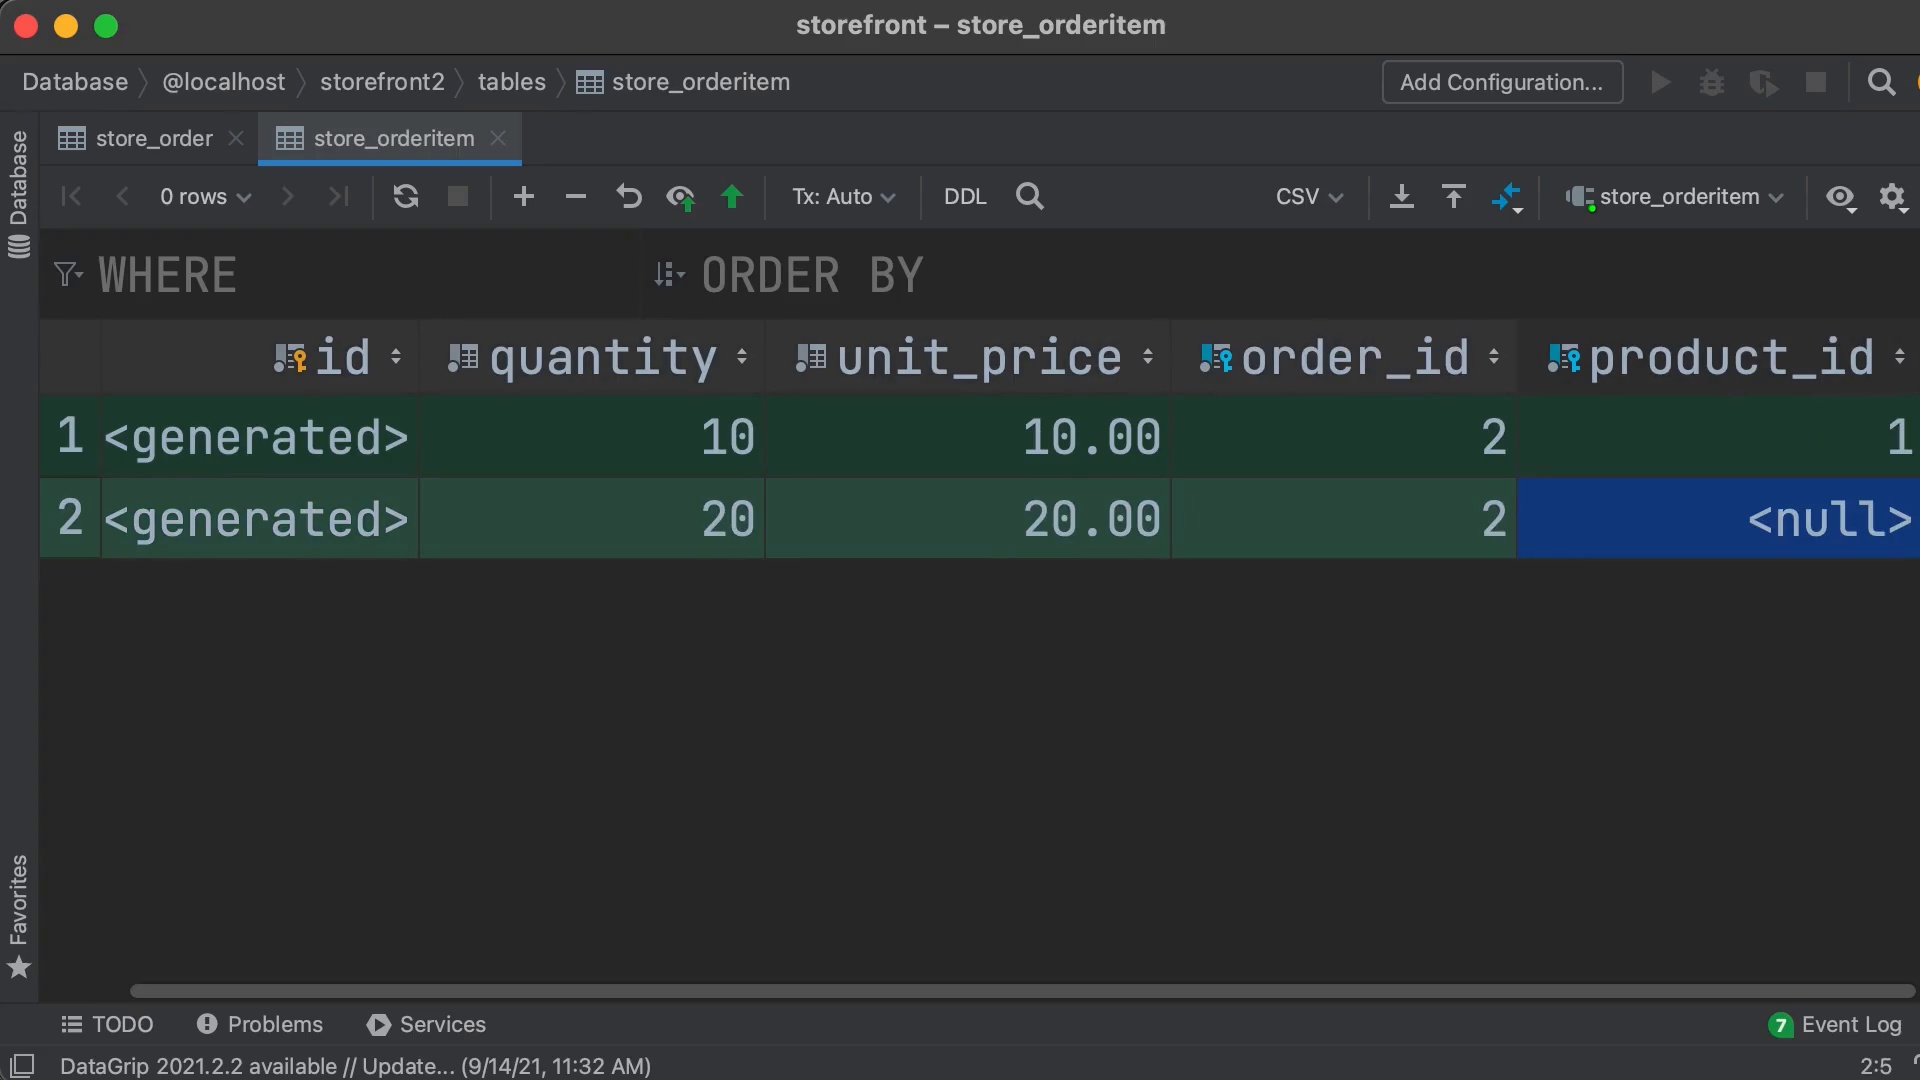 storefront – store_orderitem
Database @localhost storefront2 tables store_orderitem Add Configuration...
store_order store_orderitem
0 rows Tx: Auto DDL CSV store_orderitem
WHERE ORDER BY
id quantity unit_price order_id product_id
1 <generated> 10 10.00 2 1
2 <generated> 20 20.00 2 <null>
Database
Favorites
TODO Problems Services 7 Event Log
DataGrip 2021.2.2 available // Update... (9/14/21, 11:32 AM) 2:5